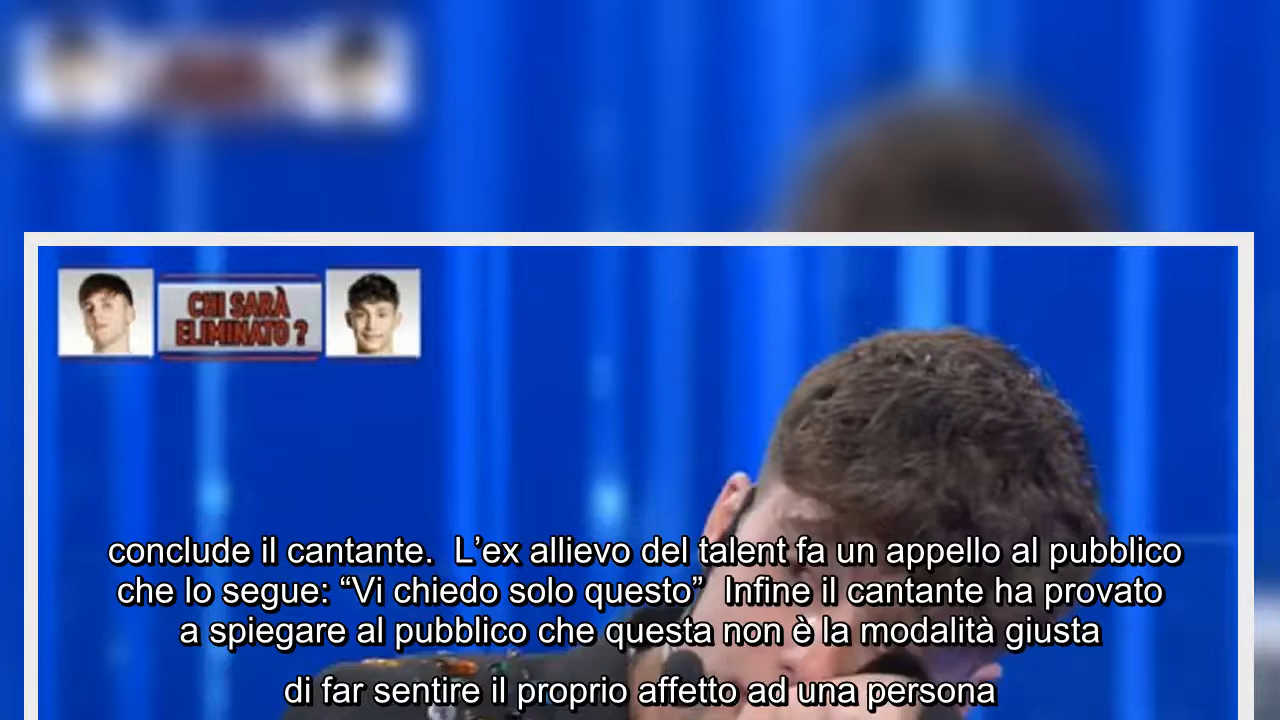 CHI SARÀ
ELIMINATO ?
conclude il cantante.  L’ex allievo del talent fa un appello al pubblico
che lo segue: “Vi chiedo solo questo”  Infine il cantante ha provato
a spiegare al pubblico che questa non è la modalità giusta
di far sentire il proprio affetto ad una persona